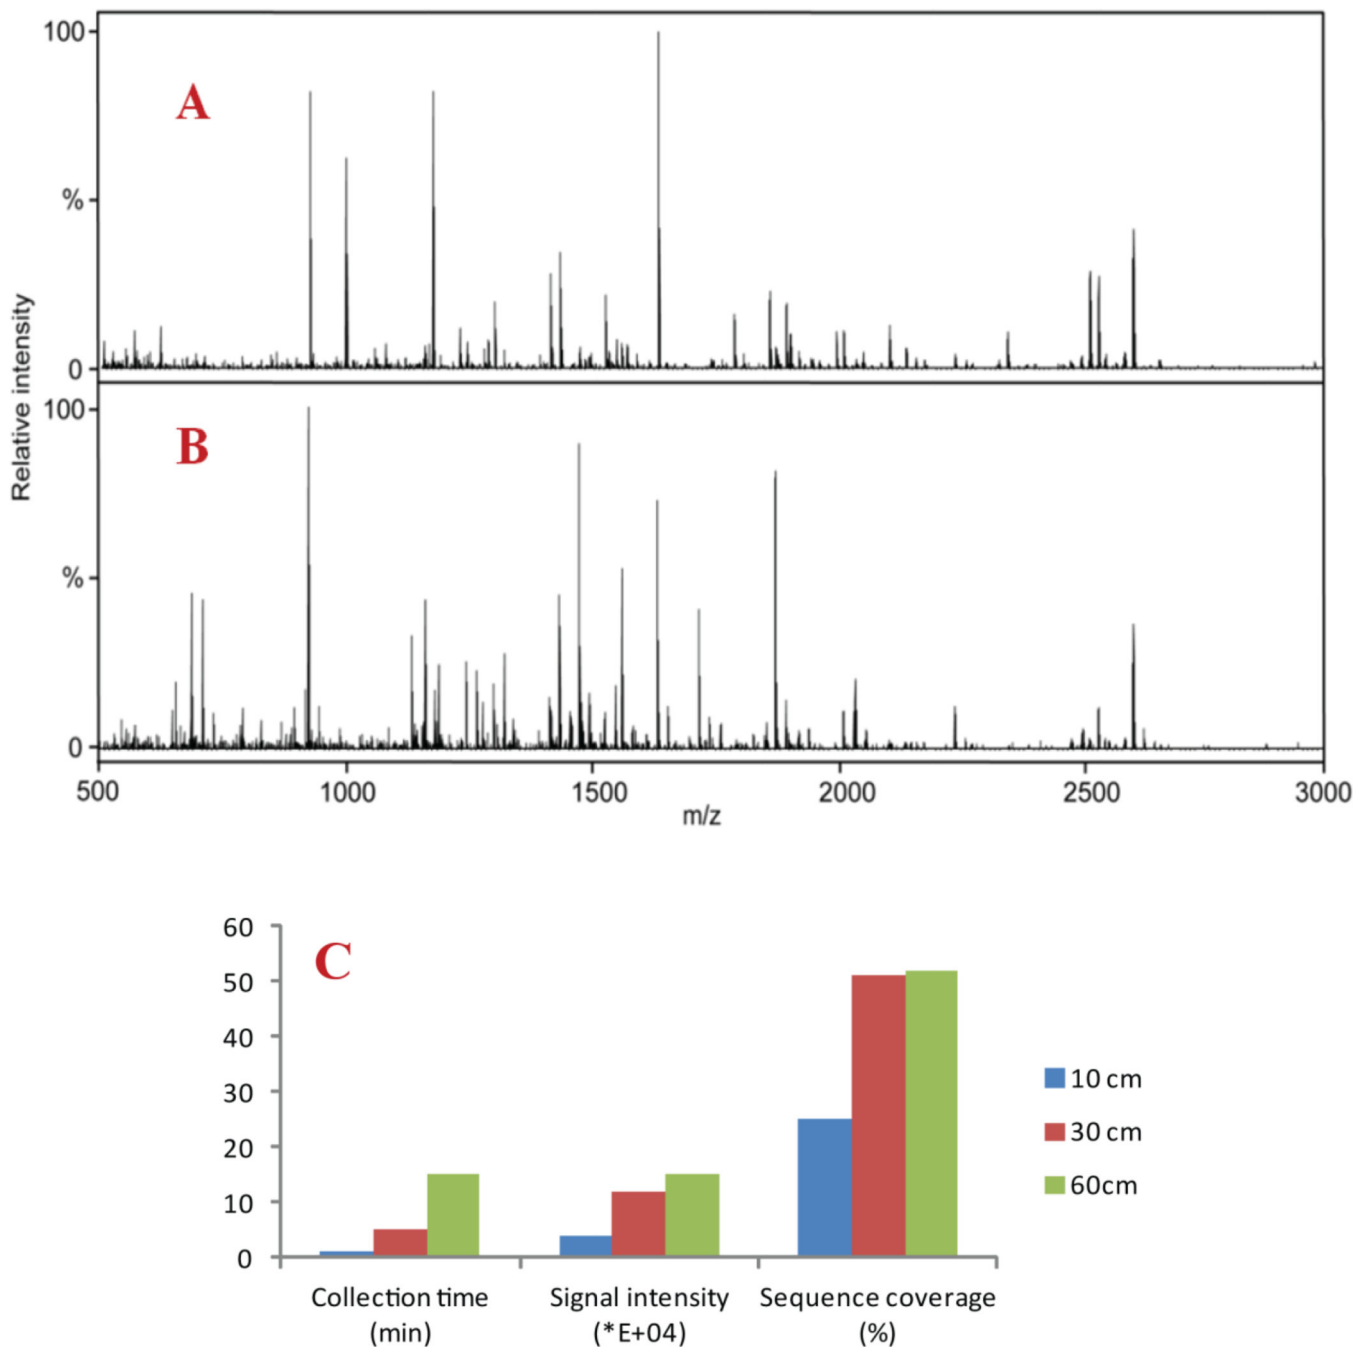 100
A
%
0
Relative intensity
100
B
%
0
500 1000 1500 2000 2500 3000
m/z
60
C
50
40
30
20
10
0
10 cm
30 cm
60cm
Collection time Signal intensity Sequence coverage
(min) (*E+04) (%)